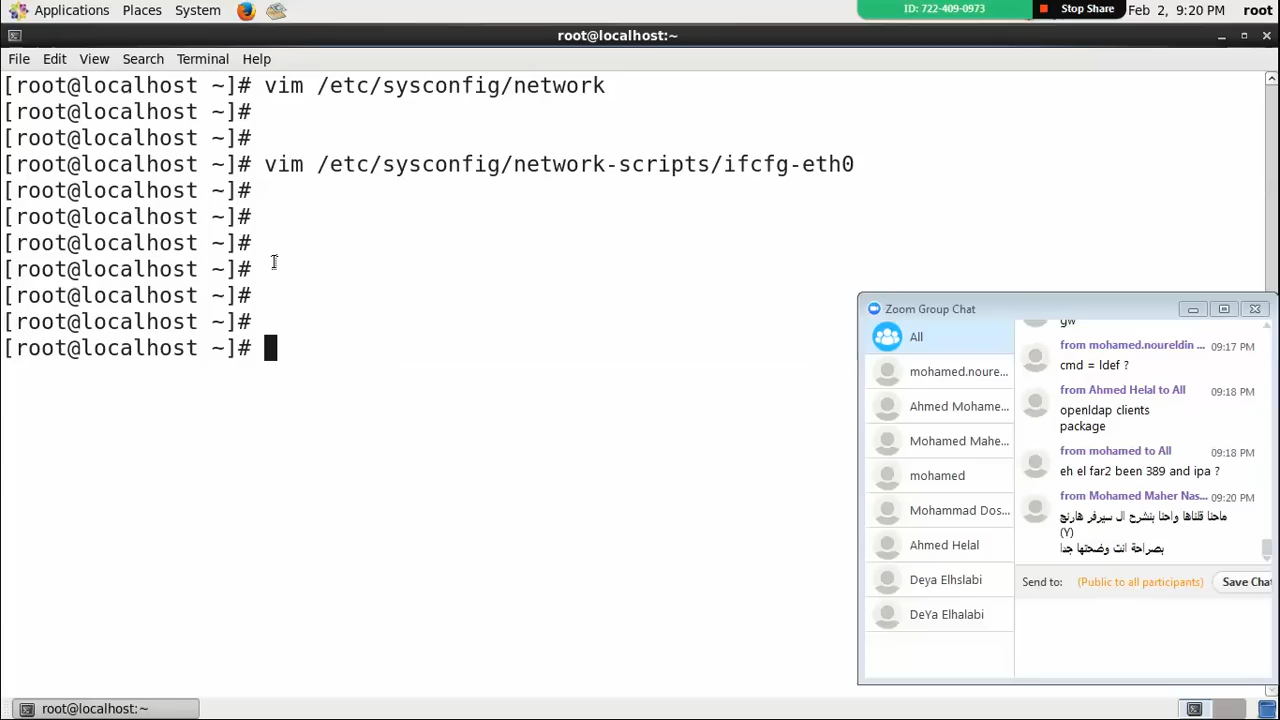 Applications Places System
ID: 722-409-0973
Stop Share
Feb 2, 9:20 PM root
root@localhost:~
File Edit View Search Terminal Help
[root@localhost ~]# vim /etc/sysconfig/network
[root@localhost ~]#
[root@localhost ~]#
[root@localhost ~]# vim /etc/sysconfig/network-scripts/ifcfg-eth0
[root@localhost ~]#
[root@localhost ~]#
[root@localhost ~]#
[root@localhost ~]#
[root@localhost ~]#
[root@localhost ~]#
[root@localhost ~]#
Zoom Group Chat
All
mohamed.noure...
Ahmed Mohame...
Mohamed Mahe...
mohamed
Mohammad Dos...
Ahmed Helal
Deya Elhslabi
DeYa Elhalabi
gw
from mohamed.noureldin ... 09:17 PM
cmd = ldef ?
from Ahmed Helal to All 09:18 PM
openldap clients
package
from mohamed to All 09:18 PM
eh el far2 been 389 and ipa ?
from Mohamed Maher Nas... 09:20 PM
ماحنا قلناها واحنا بنشرح ال سيرفر هارنج
(Y)
بصراحة انت وضحتها جدا
Send to: (Public to all participants) Save Chat
root@localhost:~